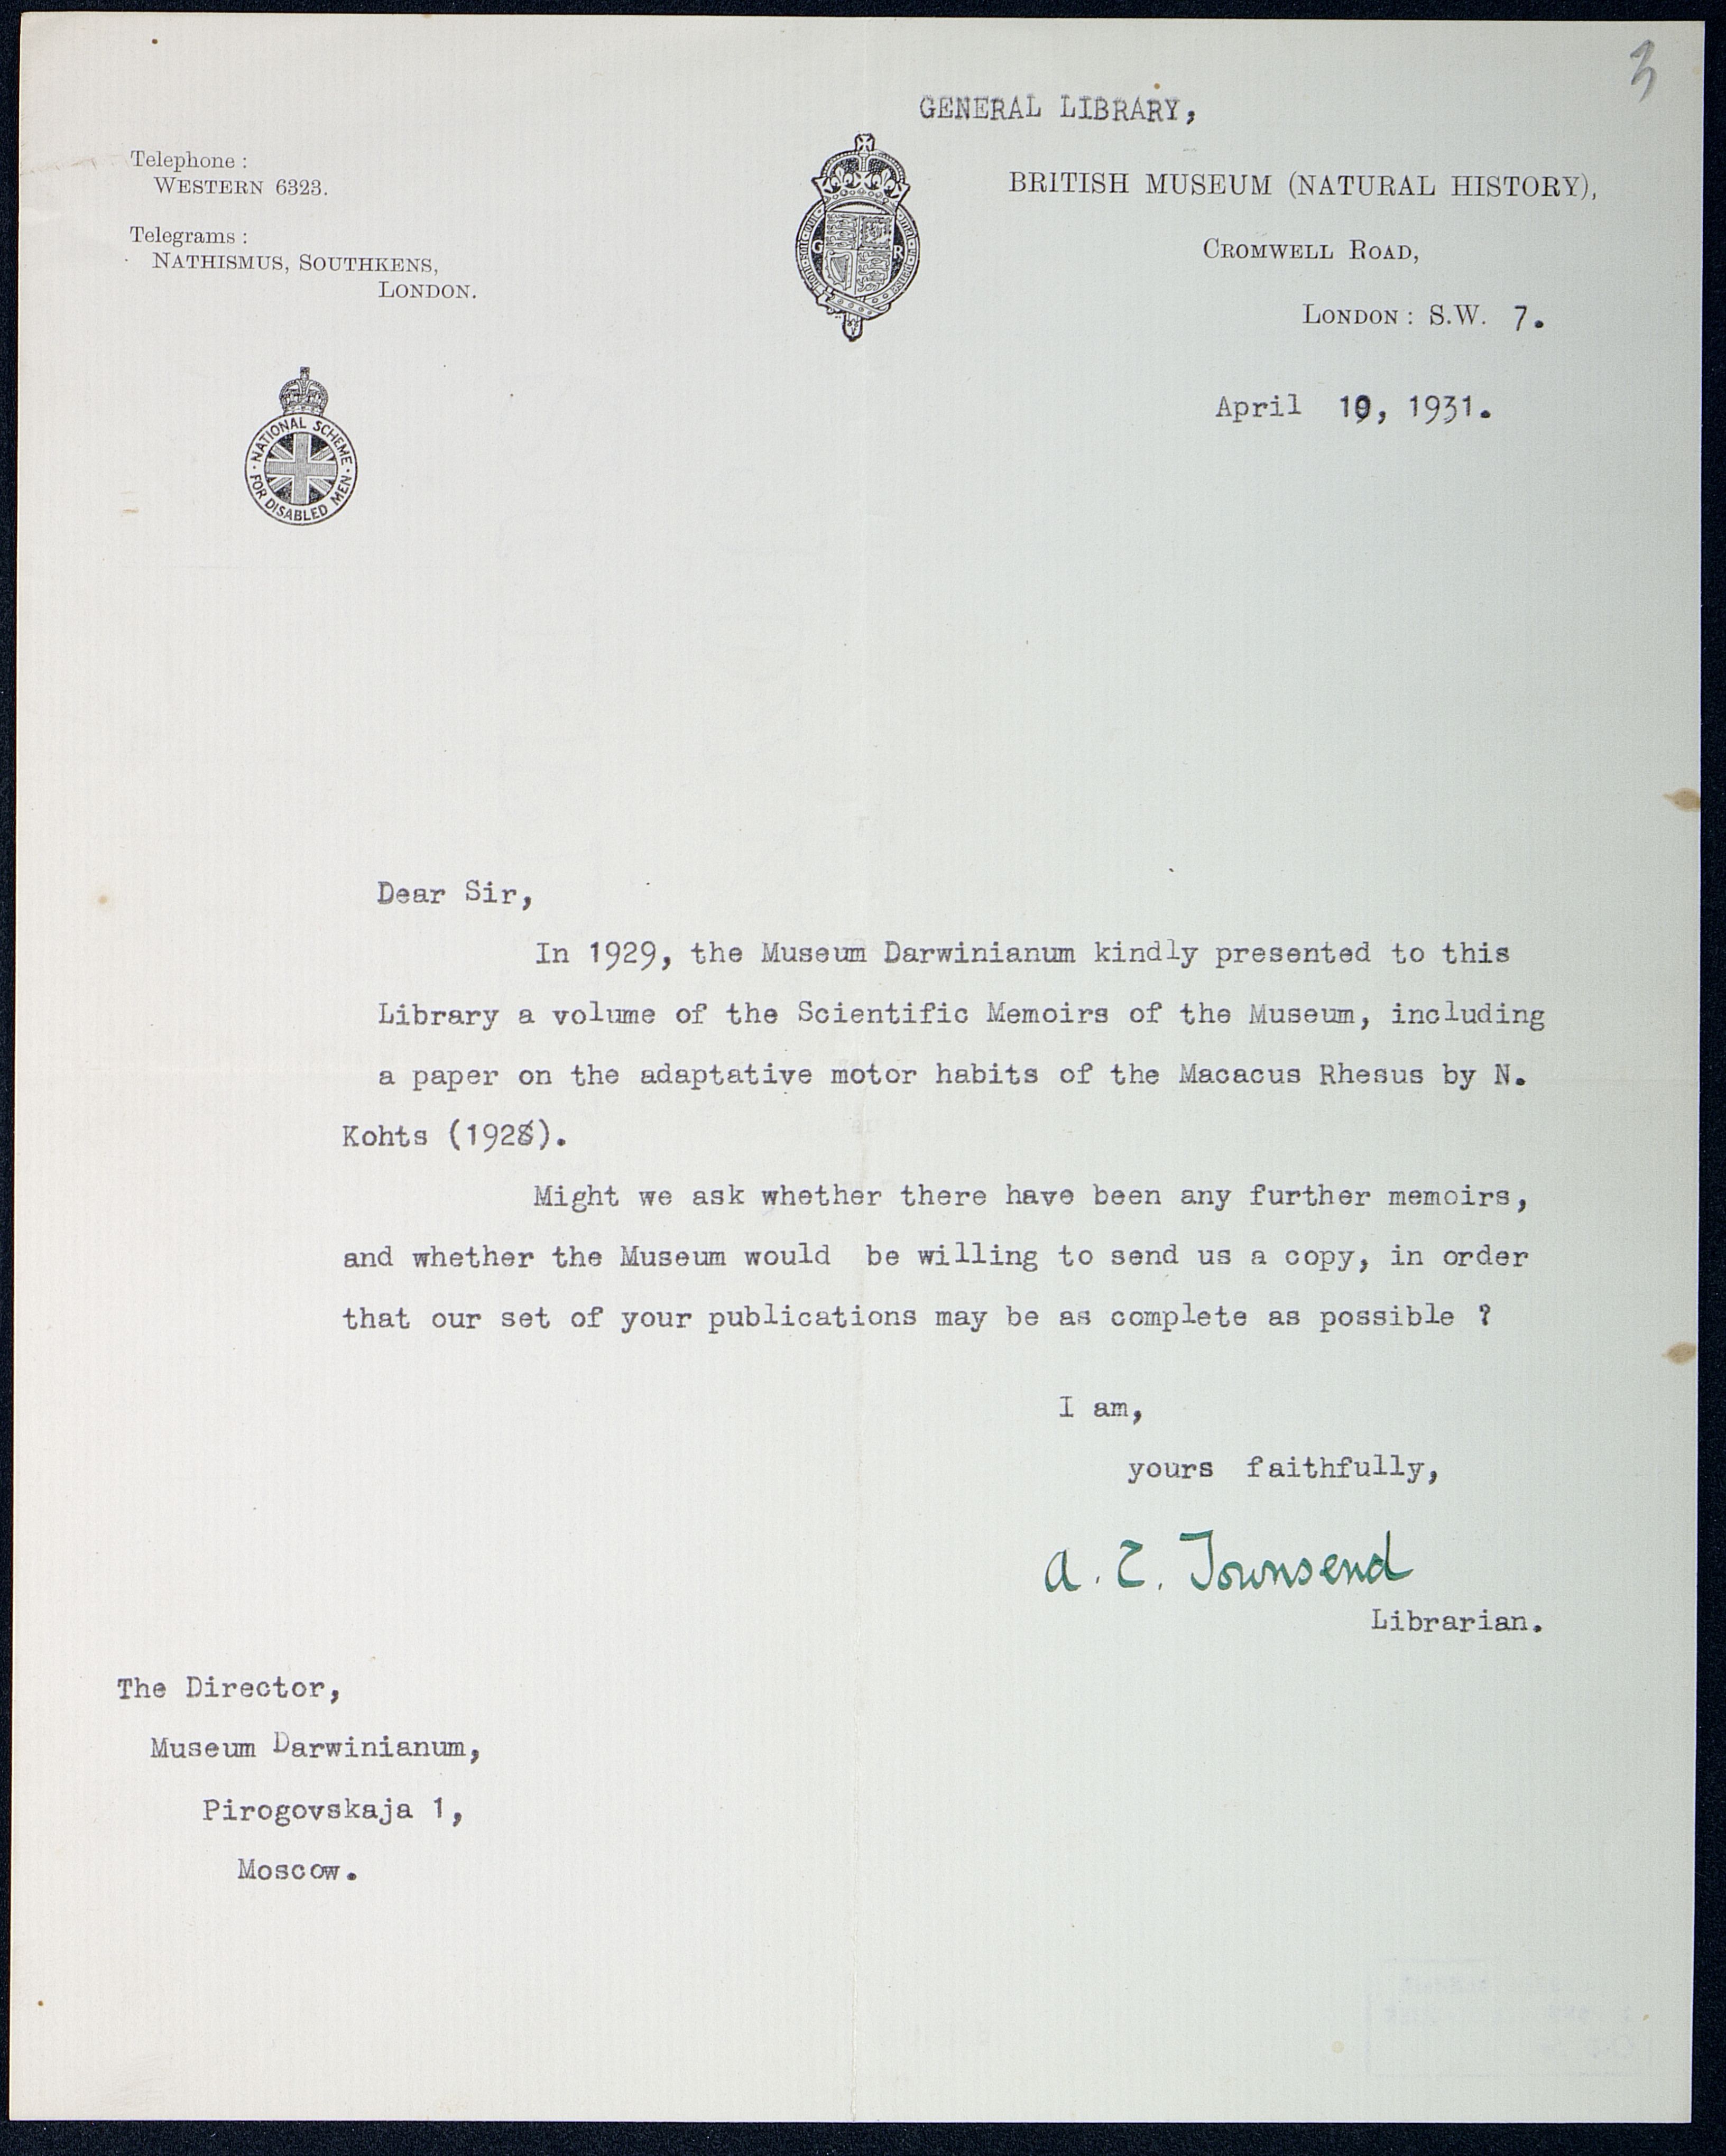 3
GENERAL LIBRARY,
Telephone :
WESTERN 6323.
Telegrams :
NATHISMUS, SOUTHKENS,
LONDON.
G R
BRITISH MUSEUM (NATURAL HISTORY),
CROMWELL ROAD,
LONDON : S.W. 7.
NATIONAL SCHEME
FOR DISABLED MEN
April 10, 1931.
Dear Sir,
In 1929, the Museum Darwinianum kindly presented to this
Library a volume of the Scientific Memoirs of the Museum, including
a paper on the adaptative motor habits of the Macacus Rhesus by N.
Kohts (1928).
Might we ask whether there have been any further memoirs,
and whether the Museum would be willing to send us a copy, in order
that our set of your publications may be as complete as possible ?
I am,
yours faithfully,
A. C. Townsend
Librarian.
The Director,
Museum Darwinianum,
Pirogovskaja 1,
Moscow.